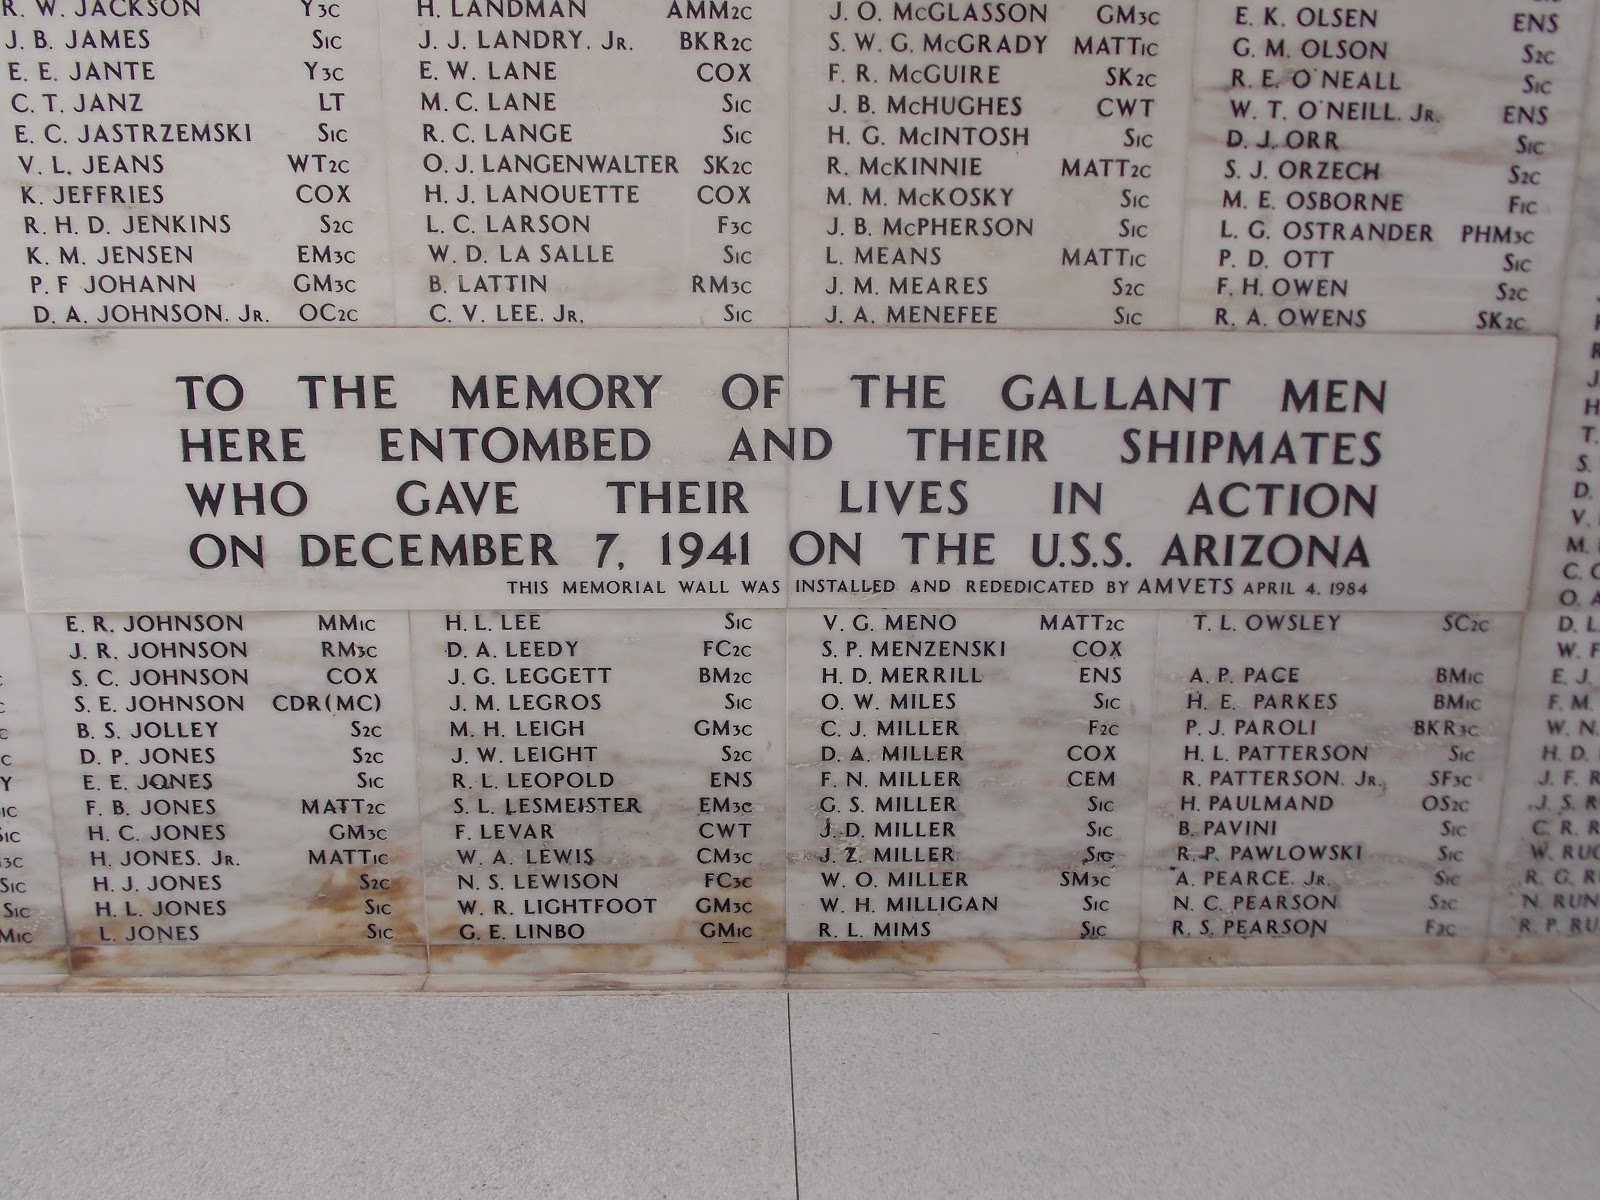 R. W. JACKSON Y3C
J. B. JAMES S1C
E. E. JANTE Y3C
C. T. JANZ LT
E. C. JASTRZEMSKI S1C
V. L. JEANS WT2C
K. JEFFRIES COX
R. H. D. JENKINS S2C
K. M. JENSEN EM3C
P. F JOHANN GM3C
D. A. JOHNSON. JR. OC2C
H. LANDMAN AMM2C
J. J. LANDRY. JR. BKR2C
E. W. LANE COX
M. C. LANE S1C
R. C. LANGE S1C
O. J. LANGENWALTER SK2C
H. J. LANOUETTE COX
L. C. LARSON F3C
W. D. LA SALLE S1C
B. LATTIN RM3C
C. V. LEE. JR. S1C
J. O. McGLASSON GM3C
S. W. G. McGRADY MATT1C
F. R. McGUIRE SK2C
J. B. McHUGHES CWT
H. G. McINTOSH S1C
R. McKINNIE MATT2C
M. M. McKOSKY S1C
J. B. McPHERSON S1C
L. MEANS MATT1C
J. M. MEARES S2C
J. A. MENEFEE S1C
E. K. OLSEN ENS
G. M. OLSON S2C
R. E. O'NEALL S1C
W. T. O'NEILL. JR. ENS
D. J. ORR S1C
S. J. ORZECH S2C
M. E. OSBORNE F1C
L. G. OSTRANDER PHM3C
P. D. OTT S1C
F. H. OWEN S2C
R. A. OWENS SK2C
TO THE MEMORY OF THE GALLANT MEN
HERE ENTOMBED AND THEIR SHIPMATES
WHO GAVE THEIR LIVES IN ACTION
ON DECEMBER 7, 1941 ON THE U.S.S. ARIZONA
THIS MEMORIAL WALL WAS INSTALLED AND REDEDICATED BY AMVETS APRIL 4. 1984
E. R. JOHNSON MM1C
J. R. JOHNSON RM3C
S. C. JOHNSON COX
S. E. JOHNSON CDR(MC)
B. S. JOLLEY S2C
D. P. JONES S2C
E. E. JONES S1C
F. B. JONES MATT2C
H. C. JONES GM3C
H. JONES. JR. MATT1C
H. J. JONES S2C
H. L. JONES S1C
L. JONES S1C
H. L. LEE S1C
D. A. LEEDY FC2C
J. G. LEGGETT BM2C
J. M. LEGROS S1C
M. H. LEIGH GM3C
J. W. LEIGHT S2C
R. L. LEOPOLD ENS
S. L. LESMEISTER EM3C
F. LEVAR CWT
W. A. LEWIS CM3C
N. S. LEWISON FC3C
W. R. LIGHTFOOT GM3C
G. E. LINBO GM1C
V. G. MENO MATT2C
S. P. MENZENSKI COX
H. D. MERRILL ENS
O. W. MILES S1C
C. J. MILLER F2C
D. A. MILLER COX
F. N. MILLER CEM
G. S. MILLER S1C
J. D. MILLER S1C
J. Z. MILLER S1C
W. O. MILLER SM3C
W. H. MILLIGAN S1C
R. L. MIMS S1C
T. L. OWSLEY SC2C
A. P. PACE BM1C
H. E. PARKES BM1C
P. J. PAROLI BKR3C
H. L. PATTERSON S1C
R. PATTERSON. JR. SF3C
H. PAULMAND OS2C
B. PAVINI S1C
R. P. PAWLOWSKI S1C
A. PEARCE. JR. S1C
N. C. PEARSON S2C
R. S. PEARSON F2C